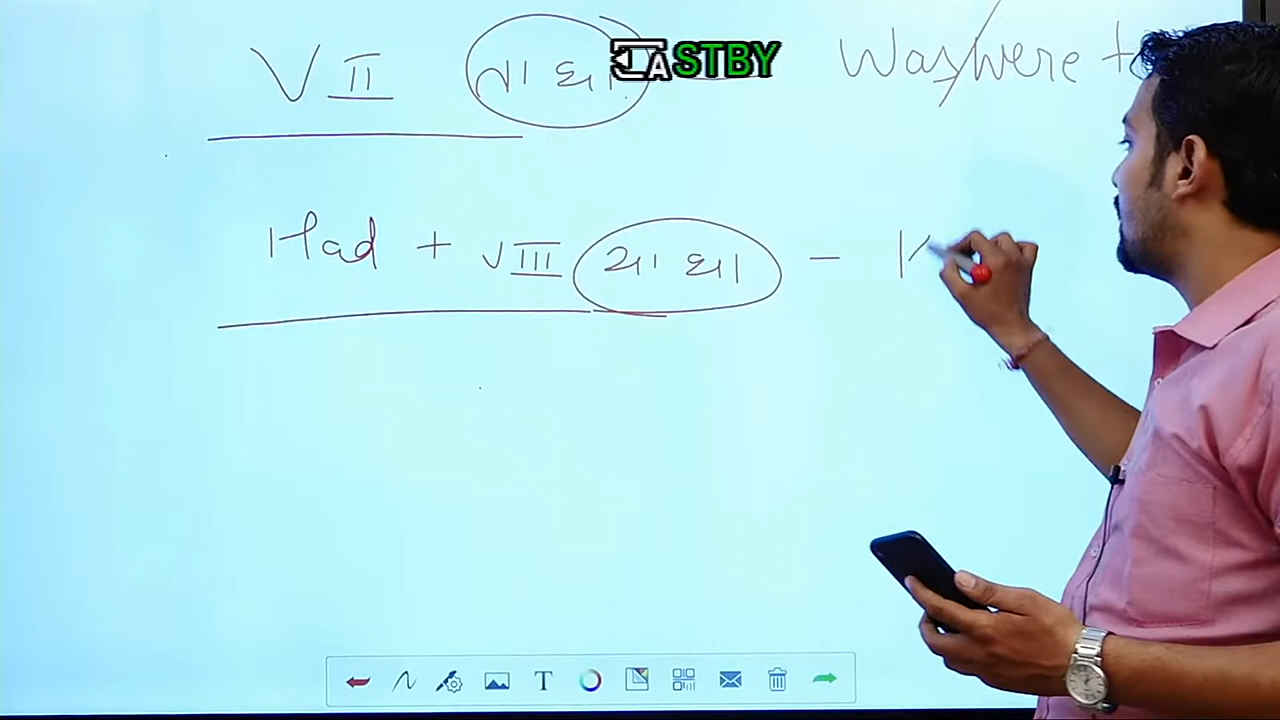 V II ता था — STBY Was/were +
Had + V III या था –